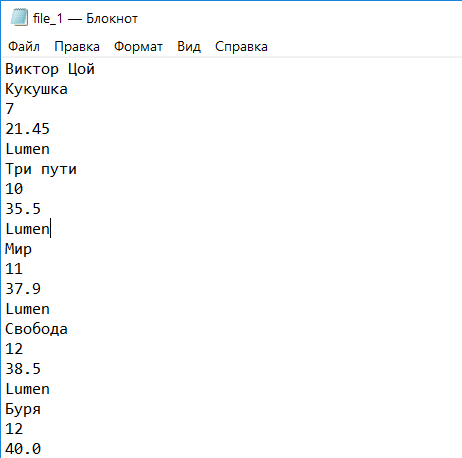 file_1 — Блокнот
Файл Правка Формат Вид Справка
Виктор Цой
Кукушка
7
21.45
Lumen
Три пути
10
35.5
Lumen
Мир
11
37.9
Lumen
Свобода
12
38.5
Lumen
Буря
12
40.0